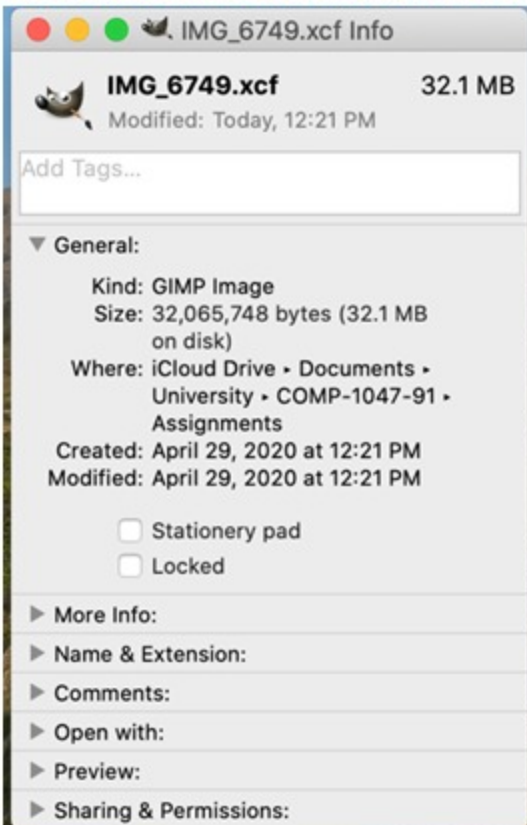 IMG_6749.xcf Info
IMG_6749.xcf 32.1 MB
Modified: Today, 12:21 PM
Add Tags...
General:
Kind: GIMP Image
Size: 32,065,748 bytes (32.1 MB
on disk)
Where: iCloud Drive ▸ Documents ▸
University ▸ COMP-1047-91 ▸
Assignments
Created: April 29, 2020 at 12:21 PM
Modified: April 29, 2020 at 12:21 PM
Stationery pad
Locked
More Info:
Name & Extension:
Comments:
Open with:
Preview:
Sharing & Permissions: